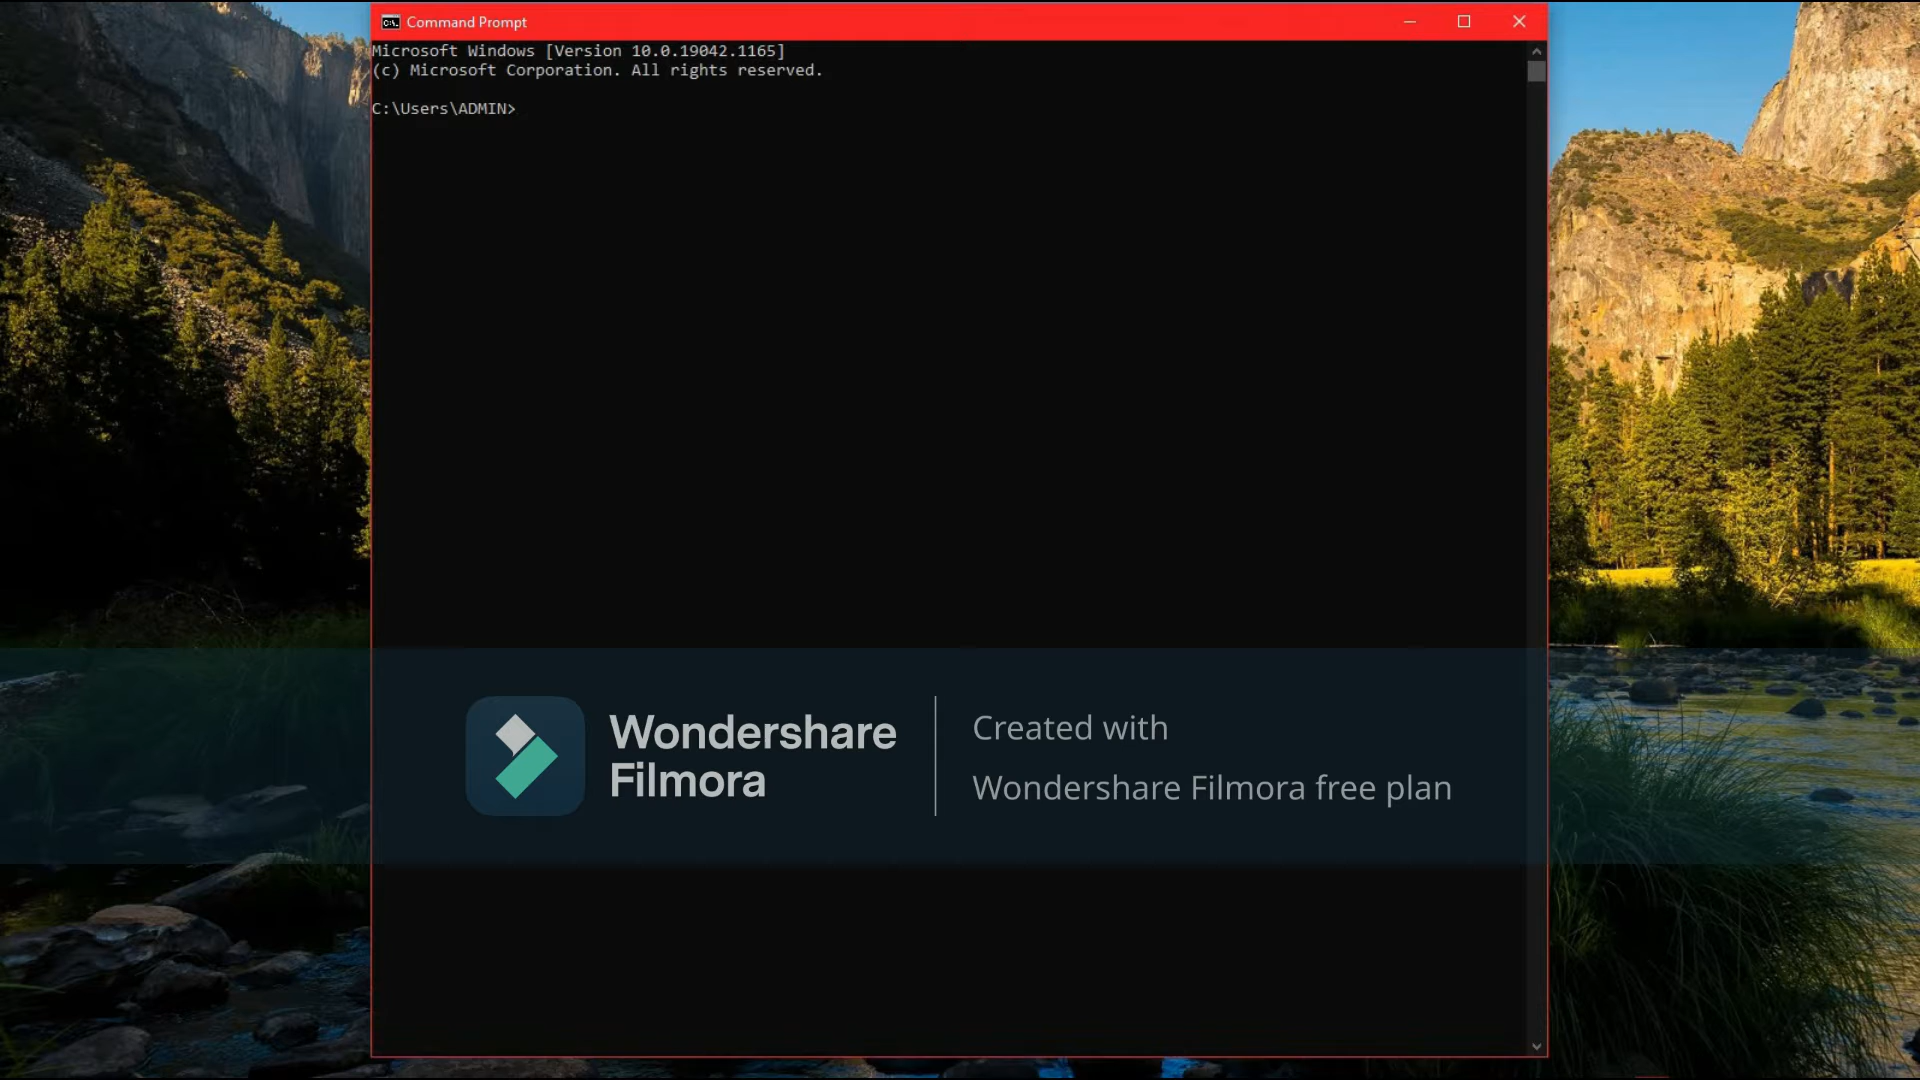 Command Prompt
Microsoft Windows [Version 10.0.19042.1165]
(c) Microsoft Corporation. All rights reserved.
C:\Users\ADMIN>
Wondershare
Filmora
Created with
Wondershare Filmora free plan